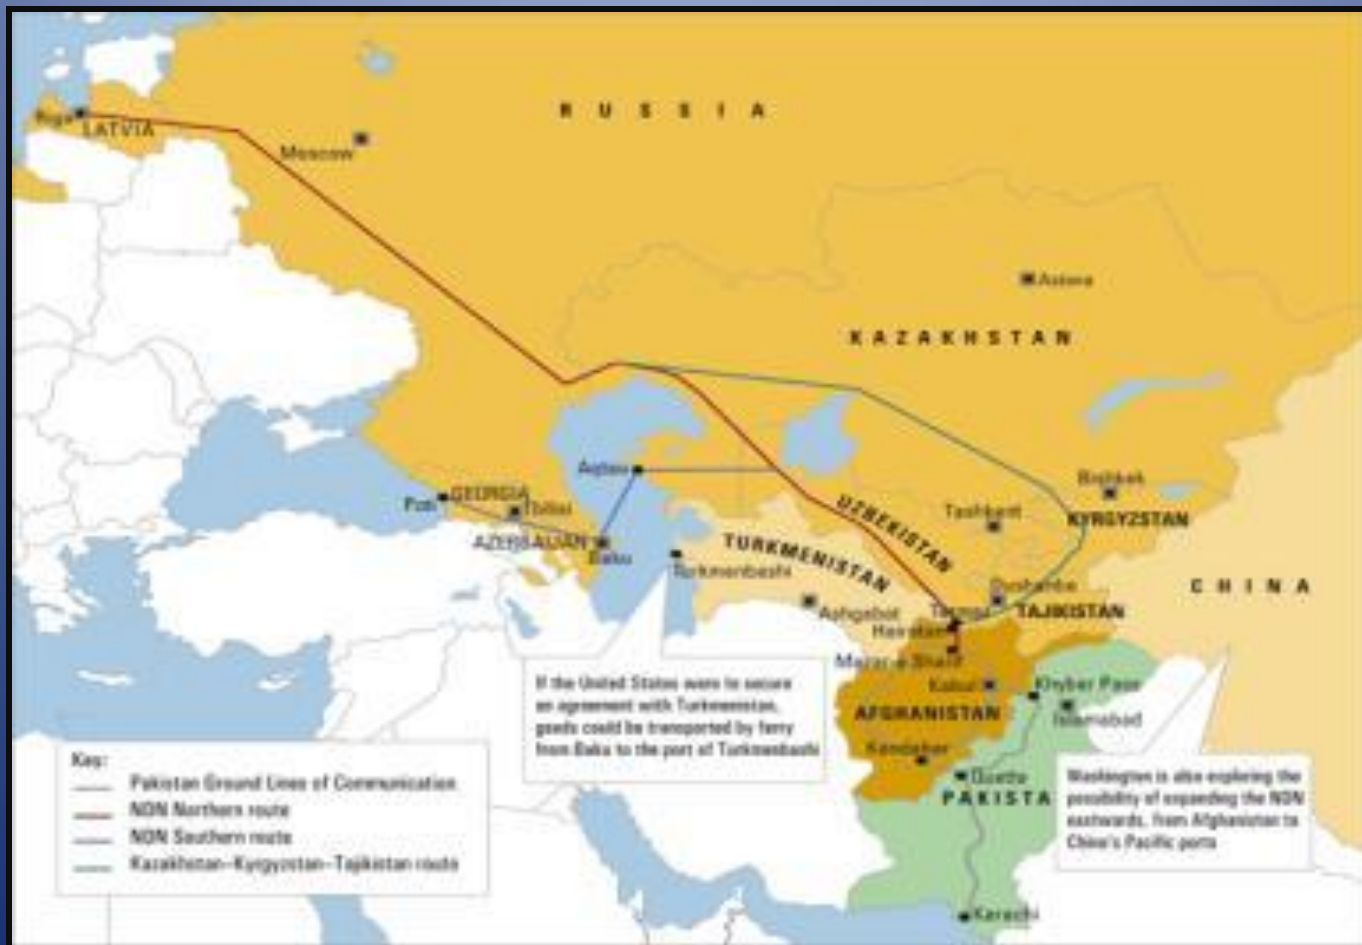 RUSSIA
Riga
LATVIA
Moscow
Astana
KAZAKHSTAN
Aqtau
Bishkek
Poti
GEORGIA
Tbilisi
UZBEKISTAN
Tashkent
KYRGYZSTAN
AZERBAIJAN
Baku
TURKMENISTAN
Turkmenbashi
CHINA
Dushanbe
Ashgabat
Termez
TAJIKISTAN
Hairatan
Mazar-e Sharif
Kabul
Khyber Pass
AFGHANISTAN
Islamabad
Kandahar
Quetta
PAKISTA
Karachi
If the United States were to secure
an agreement with Turkmenistan,
goods could be transported by ferry
from Baku to the port of Turkmenbashi
Washington is also exploring the
possibility of expanding the NDN
eastwards, from Afghanistan to
China's Pacific ports
Key:
Pakistan Ground Lines of Communication
NDN Northern route
NDN Southern route
Kazakhstan–Kyrgyzstan–Tajikistan route